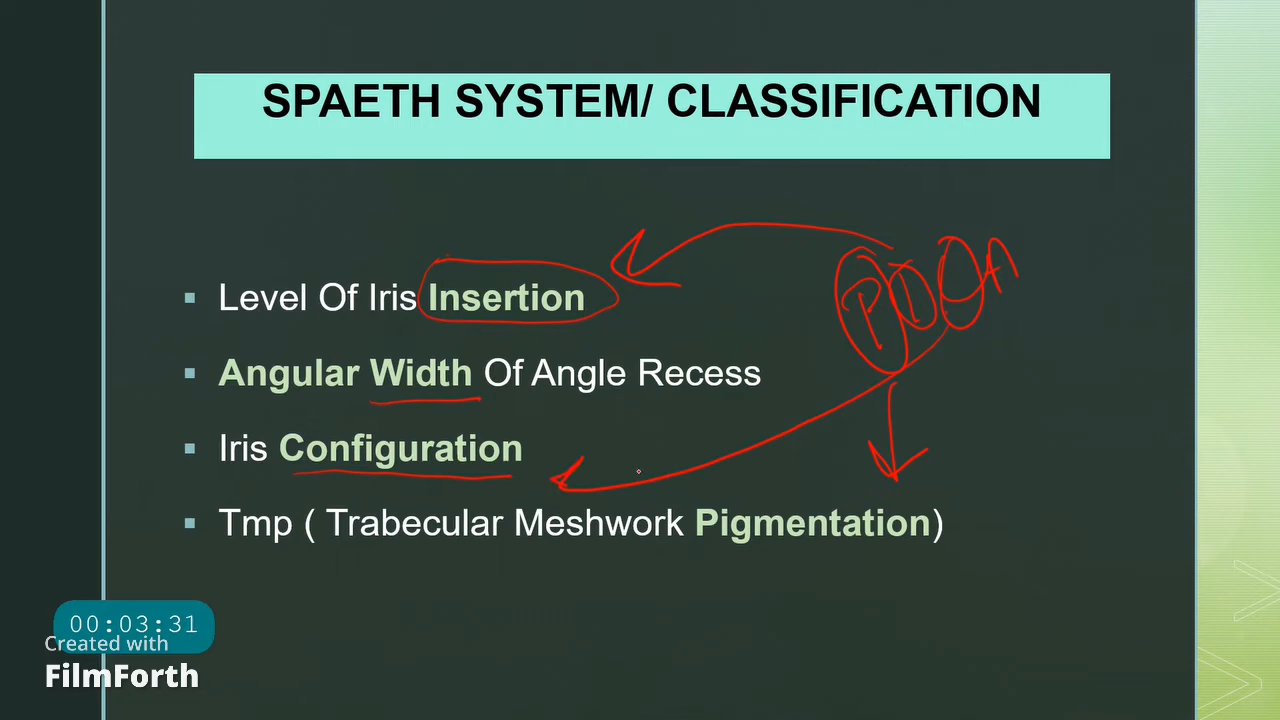 SPAETH SYSTEM/ CLASSIFICATION
Level Of Iris Insertion
Angular Width Of Angle Recess
Iris Configuration
Tmp ( Trabecular Meshwork Pigmentation)
00:03:31
Created with
FilmForth